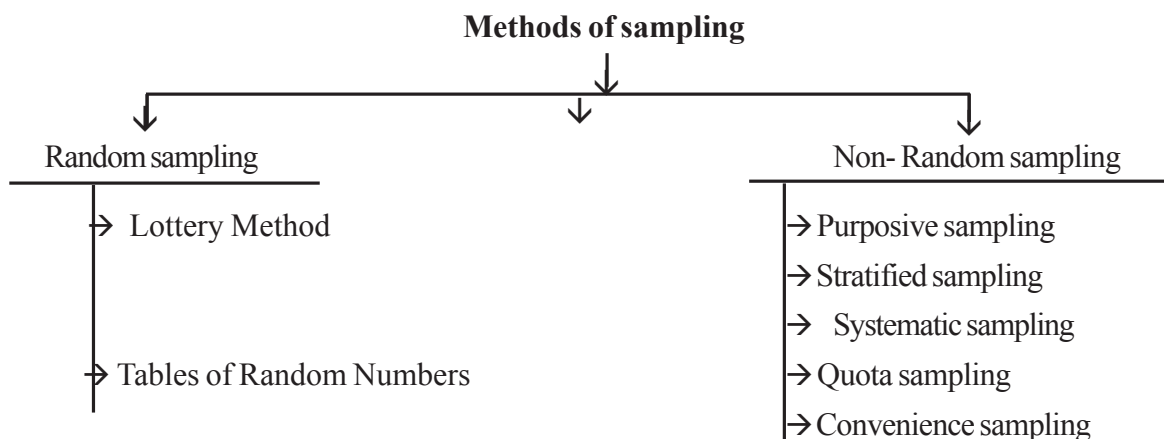 Methods of sampling
Random sampling
Lottery Method
Tables of Random Numbers
Non- Random sampling
Purposive sampling
Stratified sampling
Systematic sampling
Quota sampling
Convenience sampling